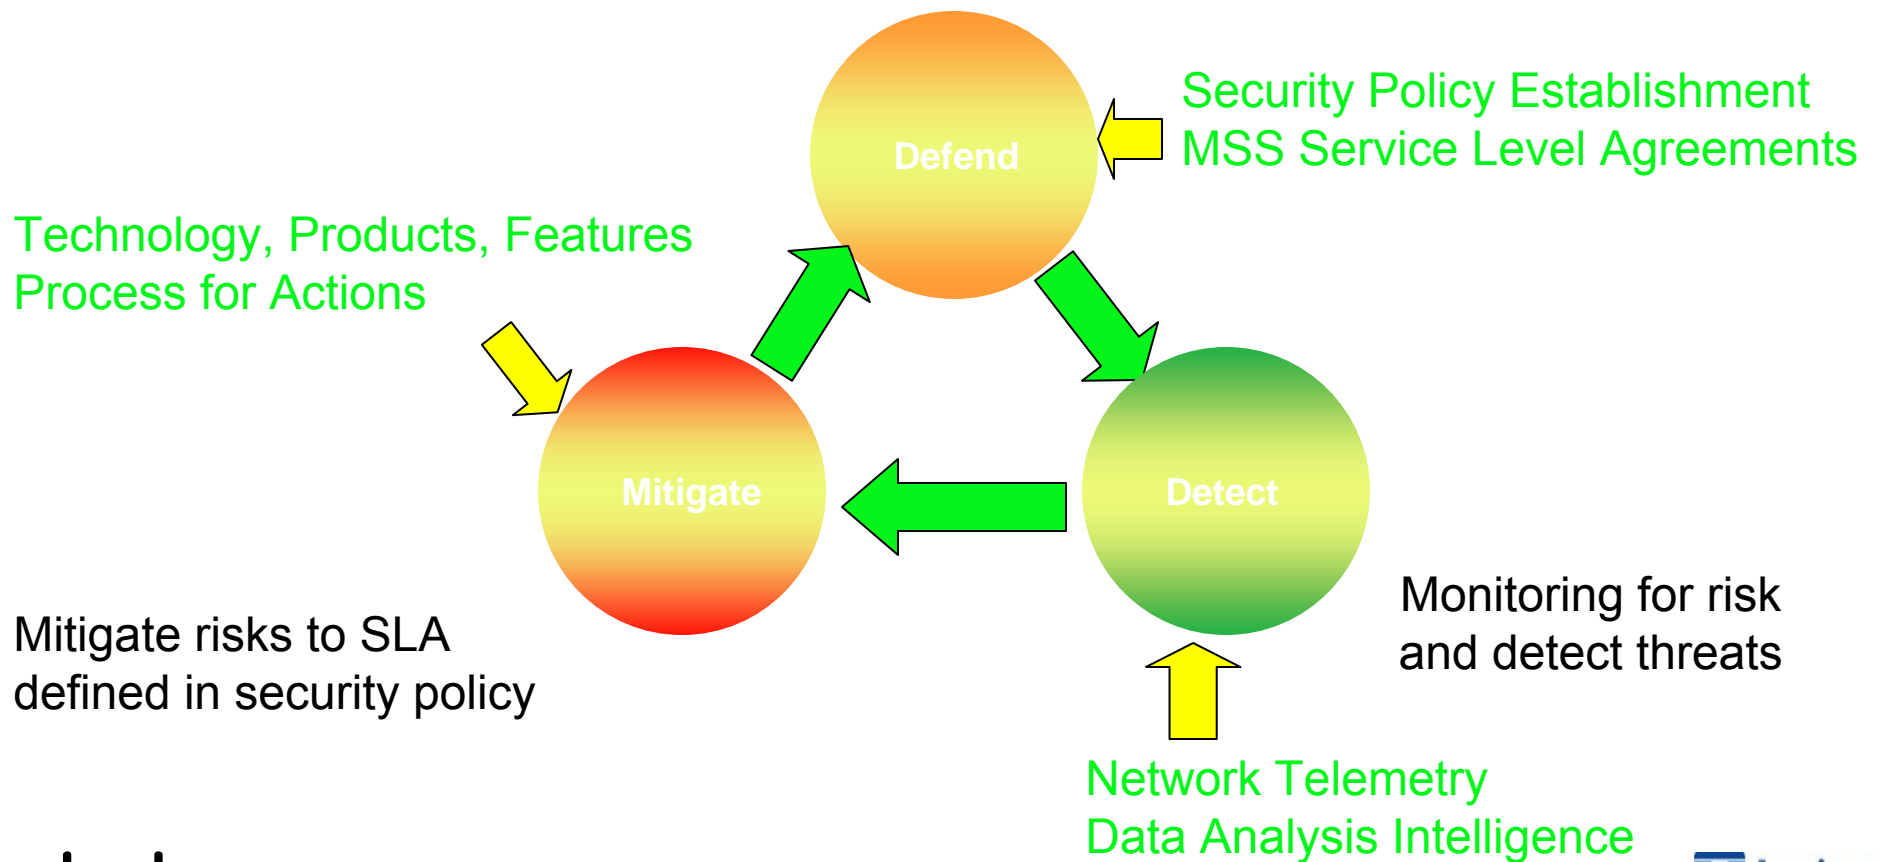 Defend
Security Policy Establishment
MSS Service Level Agreements
Technology, Products, Features
Process for Actions
Mitigate
Detect
Monitoring for risk
and detect threats
Mitigate risks to SLA
defined in security policy
Network Telemetry
Data Analysis Intelligence